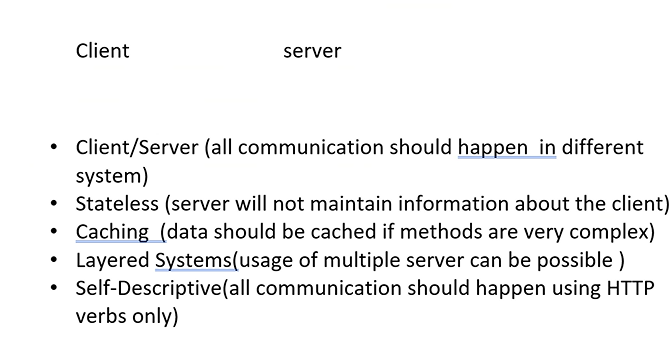 Client server
• Client/Server (all communication should happen  in different
system)
• Stateless (server will not maintain information about the client)
• Caching  (data should be cached if methods are very complex)
• Layered Systems(usage of multiple server can be possible )
• Self-Descriptive(all communication should happen using HTTP
verbs only)